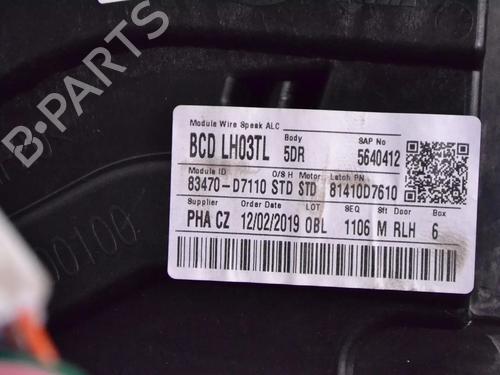 Module Wire Speak ALC
Body
SAP No
BCD LH03TL 5DR 5640412
Module ID
O/S H Motor Latch PN
83470-D7110 STD STD 81410D7610
Supplier Order Date LOT SEQ Sft Door Box
PHA CZ 12/02/2019 OBL 1106 M RLH 6
B-PARTS